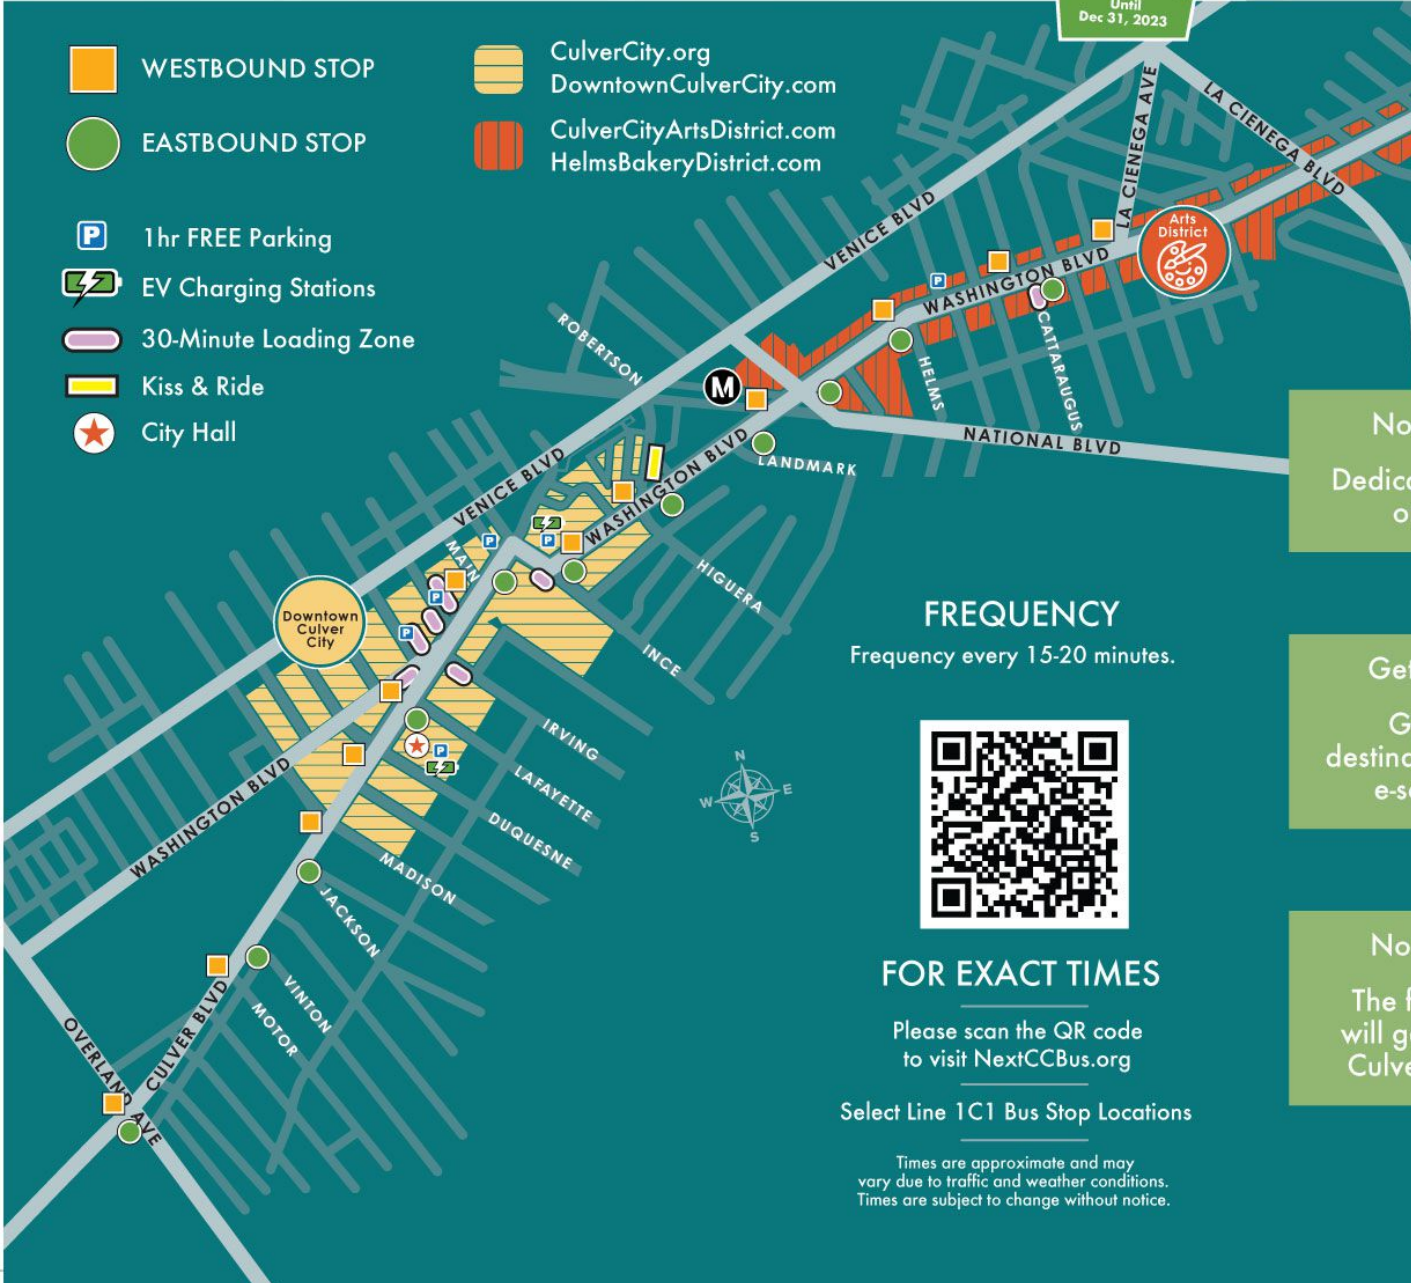 Until
Dec 31, 2023
WESTBOUND STOP
EASTBOUND STOP
CulverCity.org
DowntownCulverCity.com
CulverCityArtsDistrict.com
HelmsBakeryDistrict.com
P
1hr FREE Parking
EV Charging Stations
30-Minute Loading Zone
Kiss & Ride
City Hall
LA CIENEGA AVE
LA CIENEGA BLVD
VENICE BLVD
Arts
District
WASHINGTON BLVD
P
CATTARAUGUS
HELMS
ROBERTSON
M
NATIONAL BLVD
LANDMARK
WASHINGTON BLVD
VENICE BLVD
P
P
MAIN
HIGUERA
P
P
INCE
Downtown
Culver
City
IRVING
P
LAFAYETTE
DUQUESNE
WASHINGTON BLVD
MADISON
JACKSON
VINTON
MOTOR
CULVER BLVD
OVERLAND AVE
N
W
E
S
FREQUENCY
Frequency every 15-20 minutes.
FOR EXACT TIMES
Please scan the QR code
to visit NextCCBus.org
Select Line 1C1 Bus Stop Locations
Times are approximate and may
vary due to traffic and weather conditions.
Times are subject to change without notice.
The
will